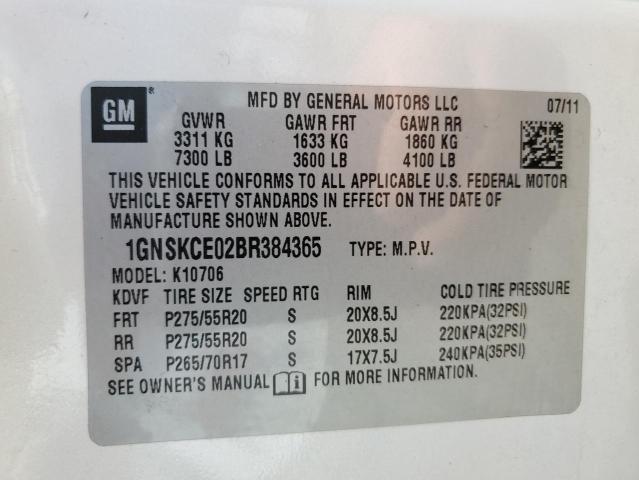 GM
MFD BY GENERAL MOTORS LLC 07/11
GVWR GAWR FRT GAWR RR
3311 KG 1633 KG 1860 KG
7300 LB 3600 LB 4100 LB
THIS VEHICLE CONFORMS TO ALL APPLICABLE U.S. FEDERAL MOTOR
VEHICLE SAFETY STANDARDS IN EFFECT ON THE DATE OF
MANUFACTURE SHOWN ABOVE.
1GNSKCE02BR384365 TYPE: M.P.V.
MODEL: K10706
KDVF TIRE SIZE SPEED RTG RIM COLD TIRE PRESSURE
FRT P275/55R20 S 20X8.5J 220KPA(32PSI)
RR P275/55R20 S 20X8.5J 220KPA(32PSI)
SPA P265/70R17 S 17X7.5J 240KPA(35PSI)
SEE OWNER'S MANUAL FOR MORE INFORMATION.